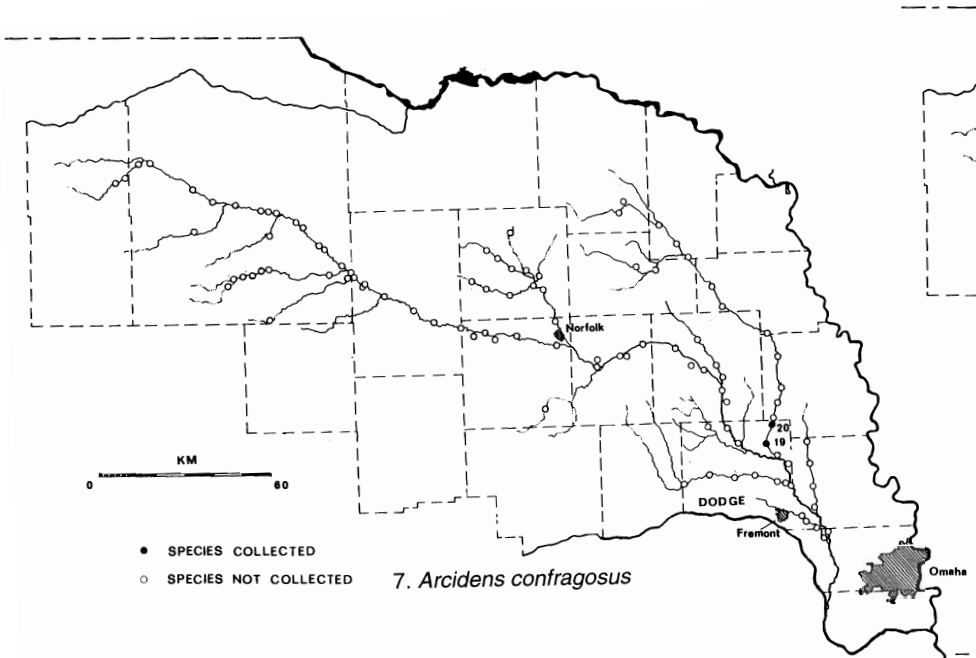 Norfolk
20
19
KM
0 60
DODGE
Fremont
Omaha
● SPECIES COLLECTED
○ SPECIES NOT COLLECTED
7. Arcidens confragosus